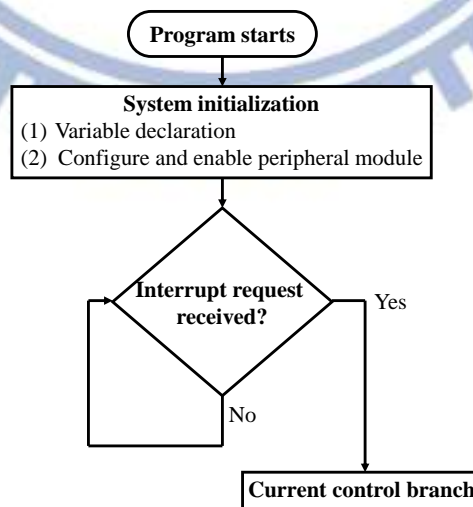 Program starts
System initialization
(1) Variable declaration
(2) Configure and enable peripheral module
Interrupt request
received?
Yes
No
Current control branch